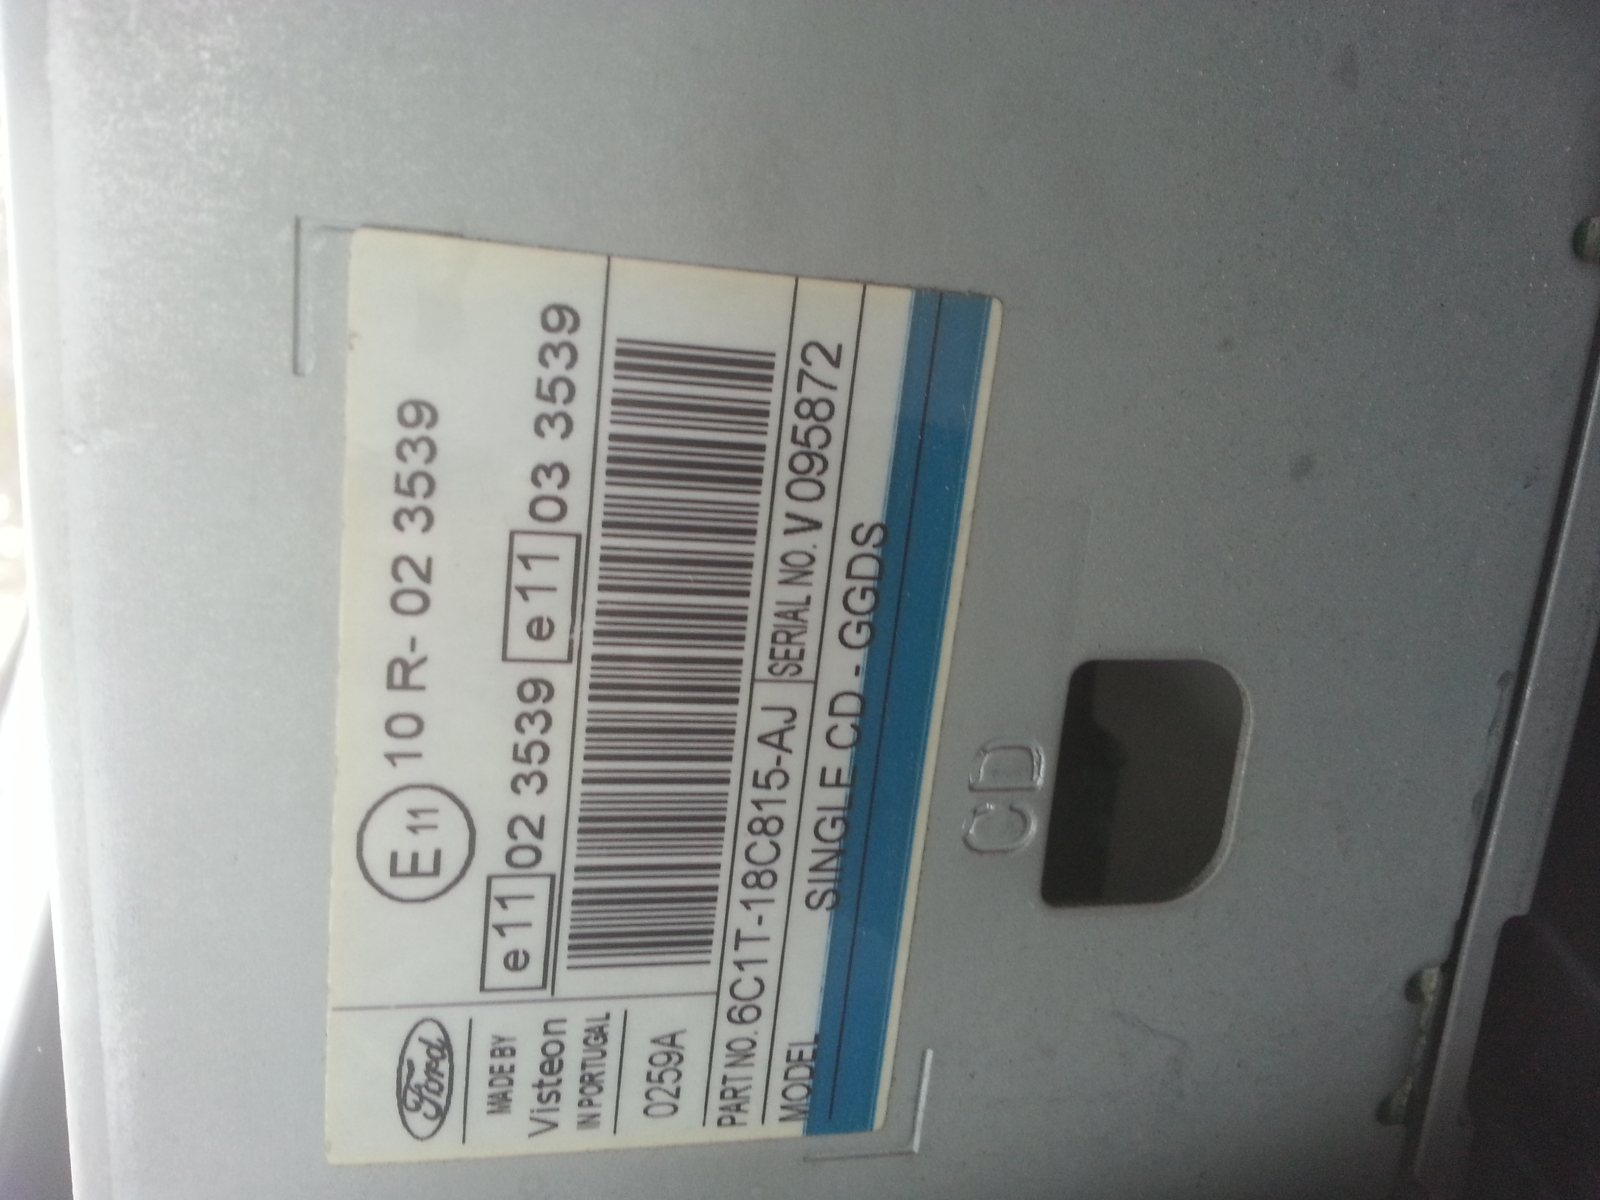 Ford
MADE BY
Visteon
IN PORTUGAL
0259A
E 11 10 R- 02 3539
e11 02 3539 e11 03 3539
PART NO. 6C1T-18C815-AJ SERIAL NO. V 095872
MODEL SINGLE CD - GGDS
CD